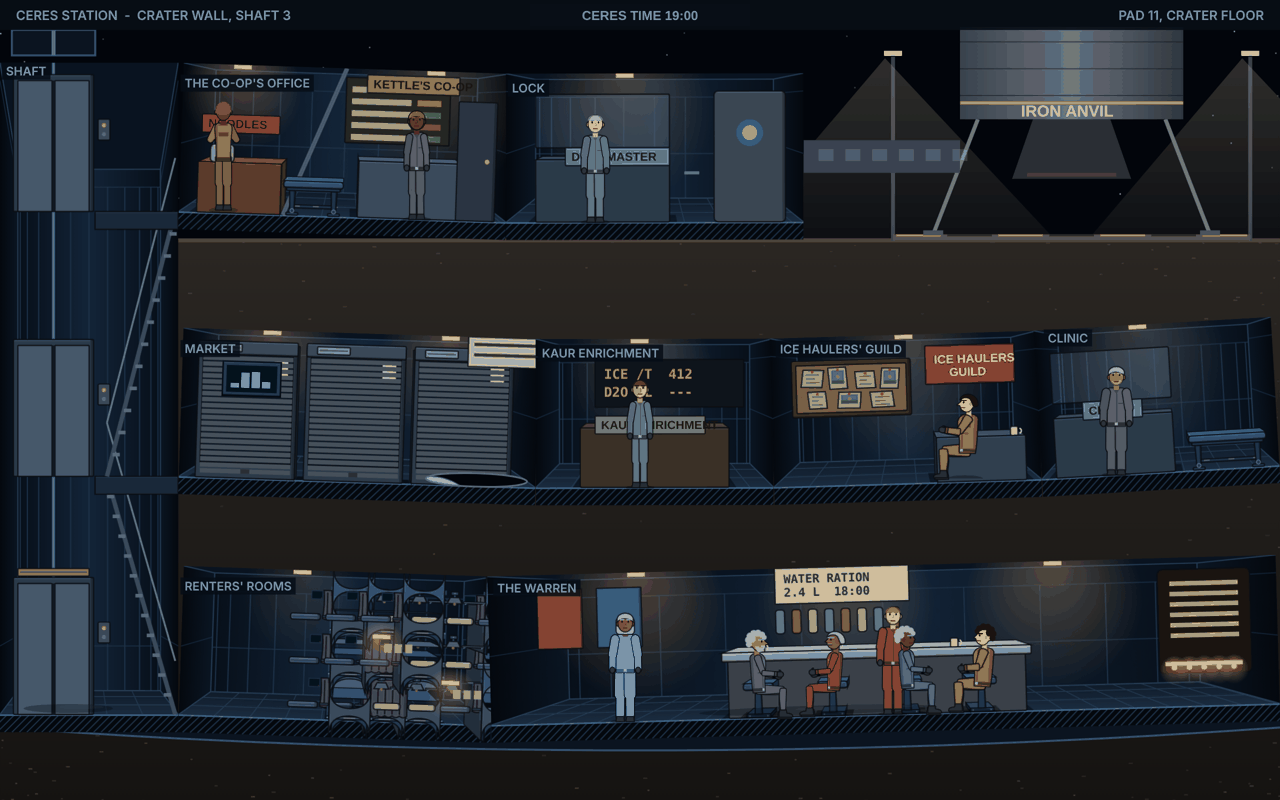 CERES STATION - CRATER WALL, SHAFT 3
CERES TIME 19:00
PAD 11, CRATER FLOOR
SHAFT
THE CO-OP'S OFFICE
KETTLE'S CO-OP
LOCK
IRON ANVIL
MARKET
KAUR ENRICHMENT
ICE /T 412
D2O /L ---
ICE HAULERS' GUILD
ICE HAULERS
GUILD
CLINIC
RENTERS' ROOMS
THE WARREN
WATER RATION
2.4 L 18:00